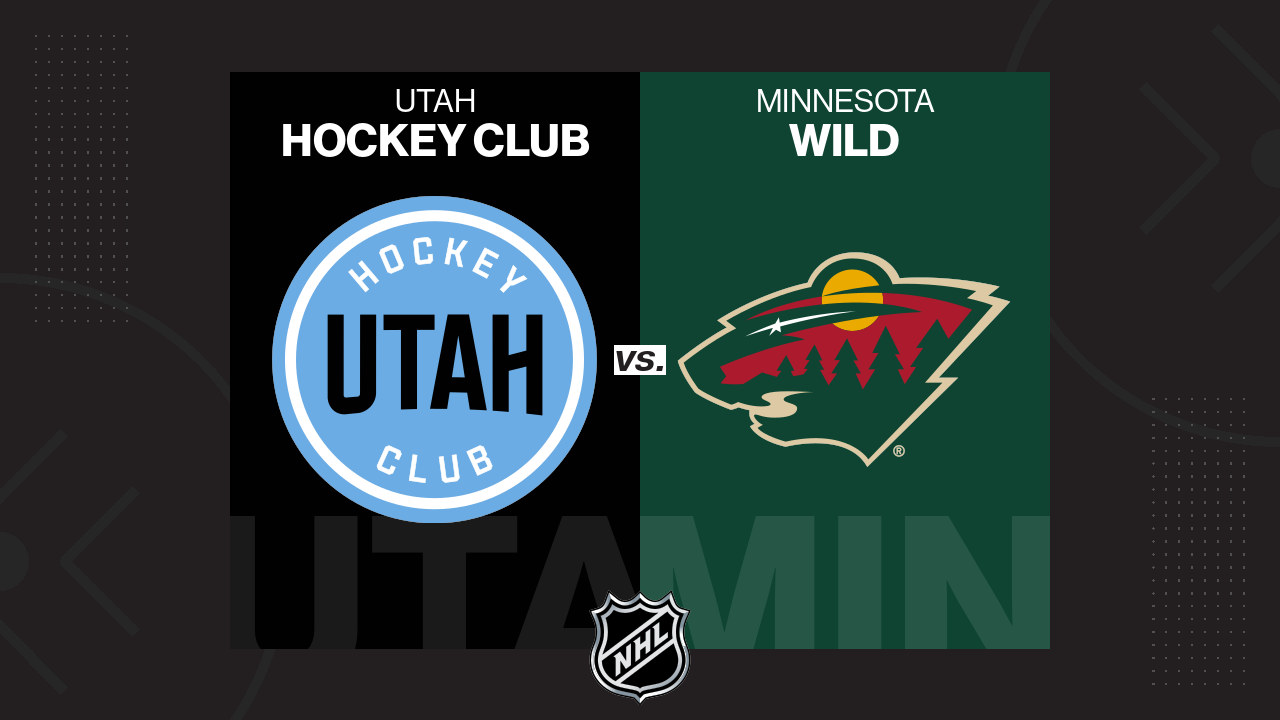 UTAH
HOCKEY CLUB
MINNESOTA
WILD
HOCKEY
UTAH
CLUB
vs.
®
UTA
MIN
NHL